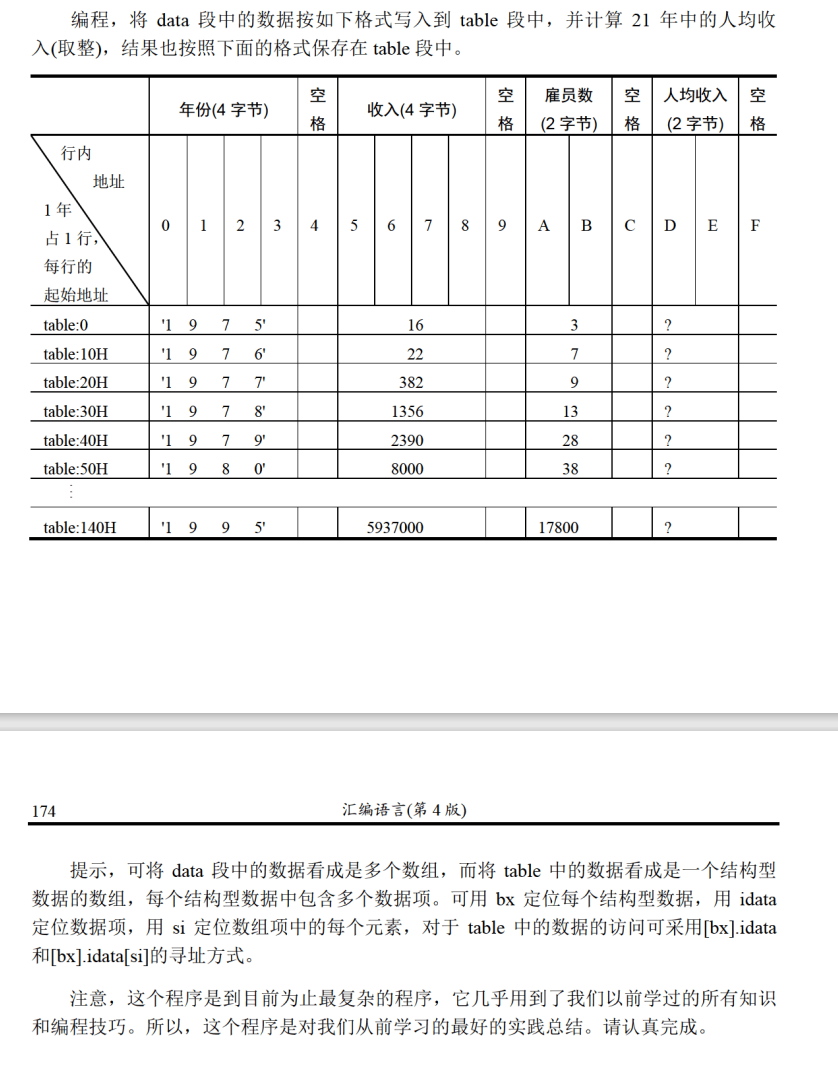 编程，将 data 段中的数据按如下格式写入到 table 段中，并计算 21 年中的人均收
入(取整)，结果也按照下面的格式保存在 table 段中。
年份(4 字节) 空格 收入(4 字节) 空格 雇员数(2 字节) 空格 人均收入(2 字节) 空格
行内
地址
1 年
占 1 行，
每行的
起始地址
0 1 2 3 4 5 6 7 8 9 A B C D E F
table:0 '1 9 7 5' 16 3 ?
table:10H '1 9 7 6' 22 7 ?
table:20H '1 9 7 7' 382 9 ?
table:30H '1 9 7 8' 1356 13 ?
table:40H '1 9 7 9' 2390 28 ?
table:50H '1 9 8 0' 8000 38 ?
⋮
table:140H '1 9 9 5' 5937000 17800 ?
174 汇编语言(第 4 版)
提示，可将 data 段中的数据看成是多个数组，而将 table 中的数据看成是一个结构型
数据的数组，每个结构型数据中包含多个数据项。可用 bx 定位每个结构型数据，用 idata
定位数据项，用 si 定位数组项中的每个元素，对于 table 中的数据的访问可采用[bx].idata
和[bx].idata[si]的寻址方式。
注意，这个程序是到目前为止最复杂的程序，它几乎用到了我们以前学过的所有知识
和编程技巧。所以，这个程序是对我们从前学习的最好的实践总结。请认真完成。